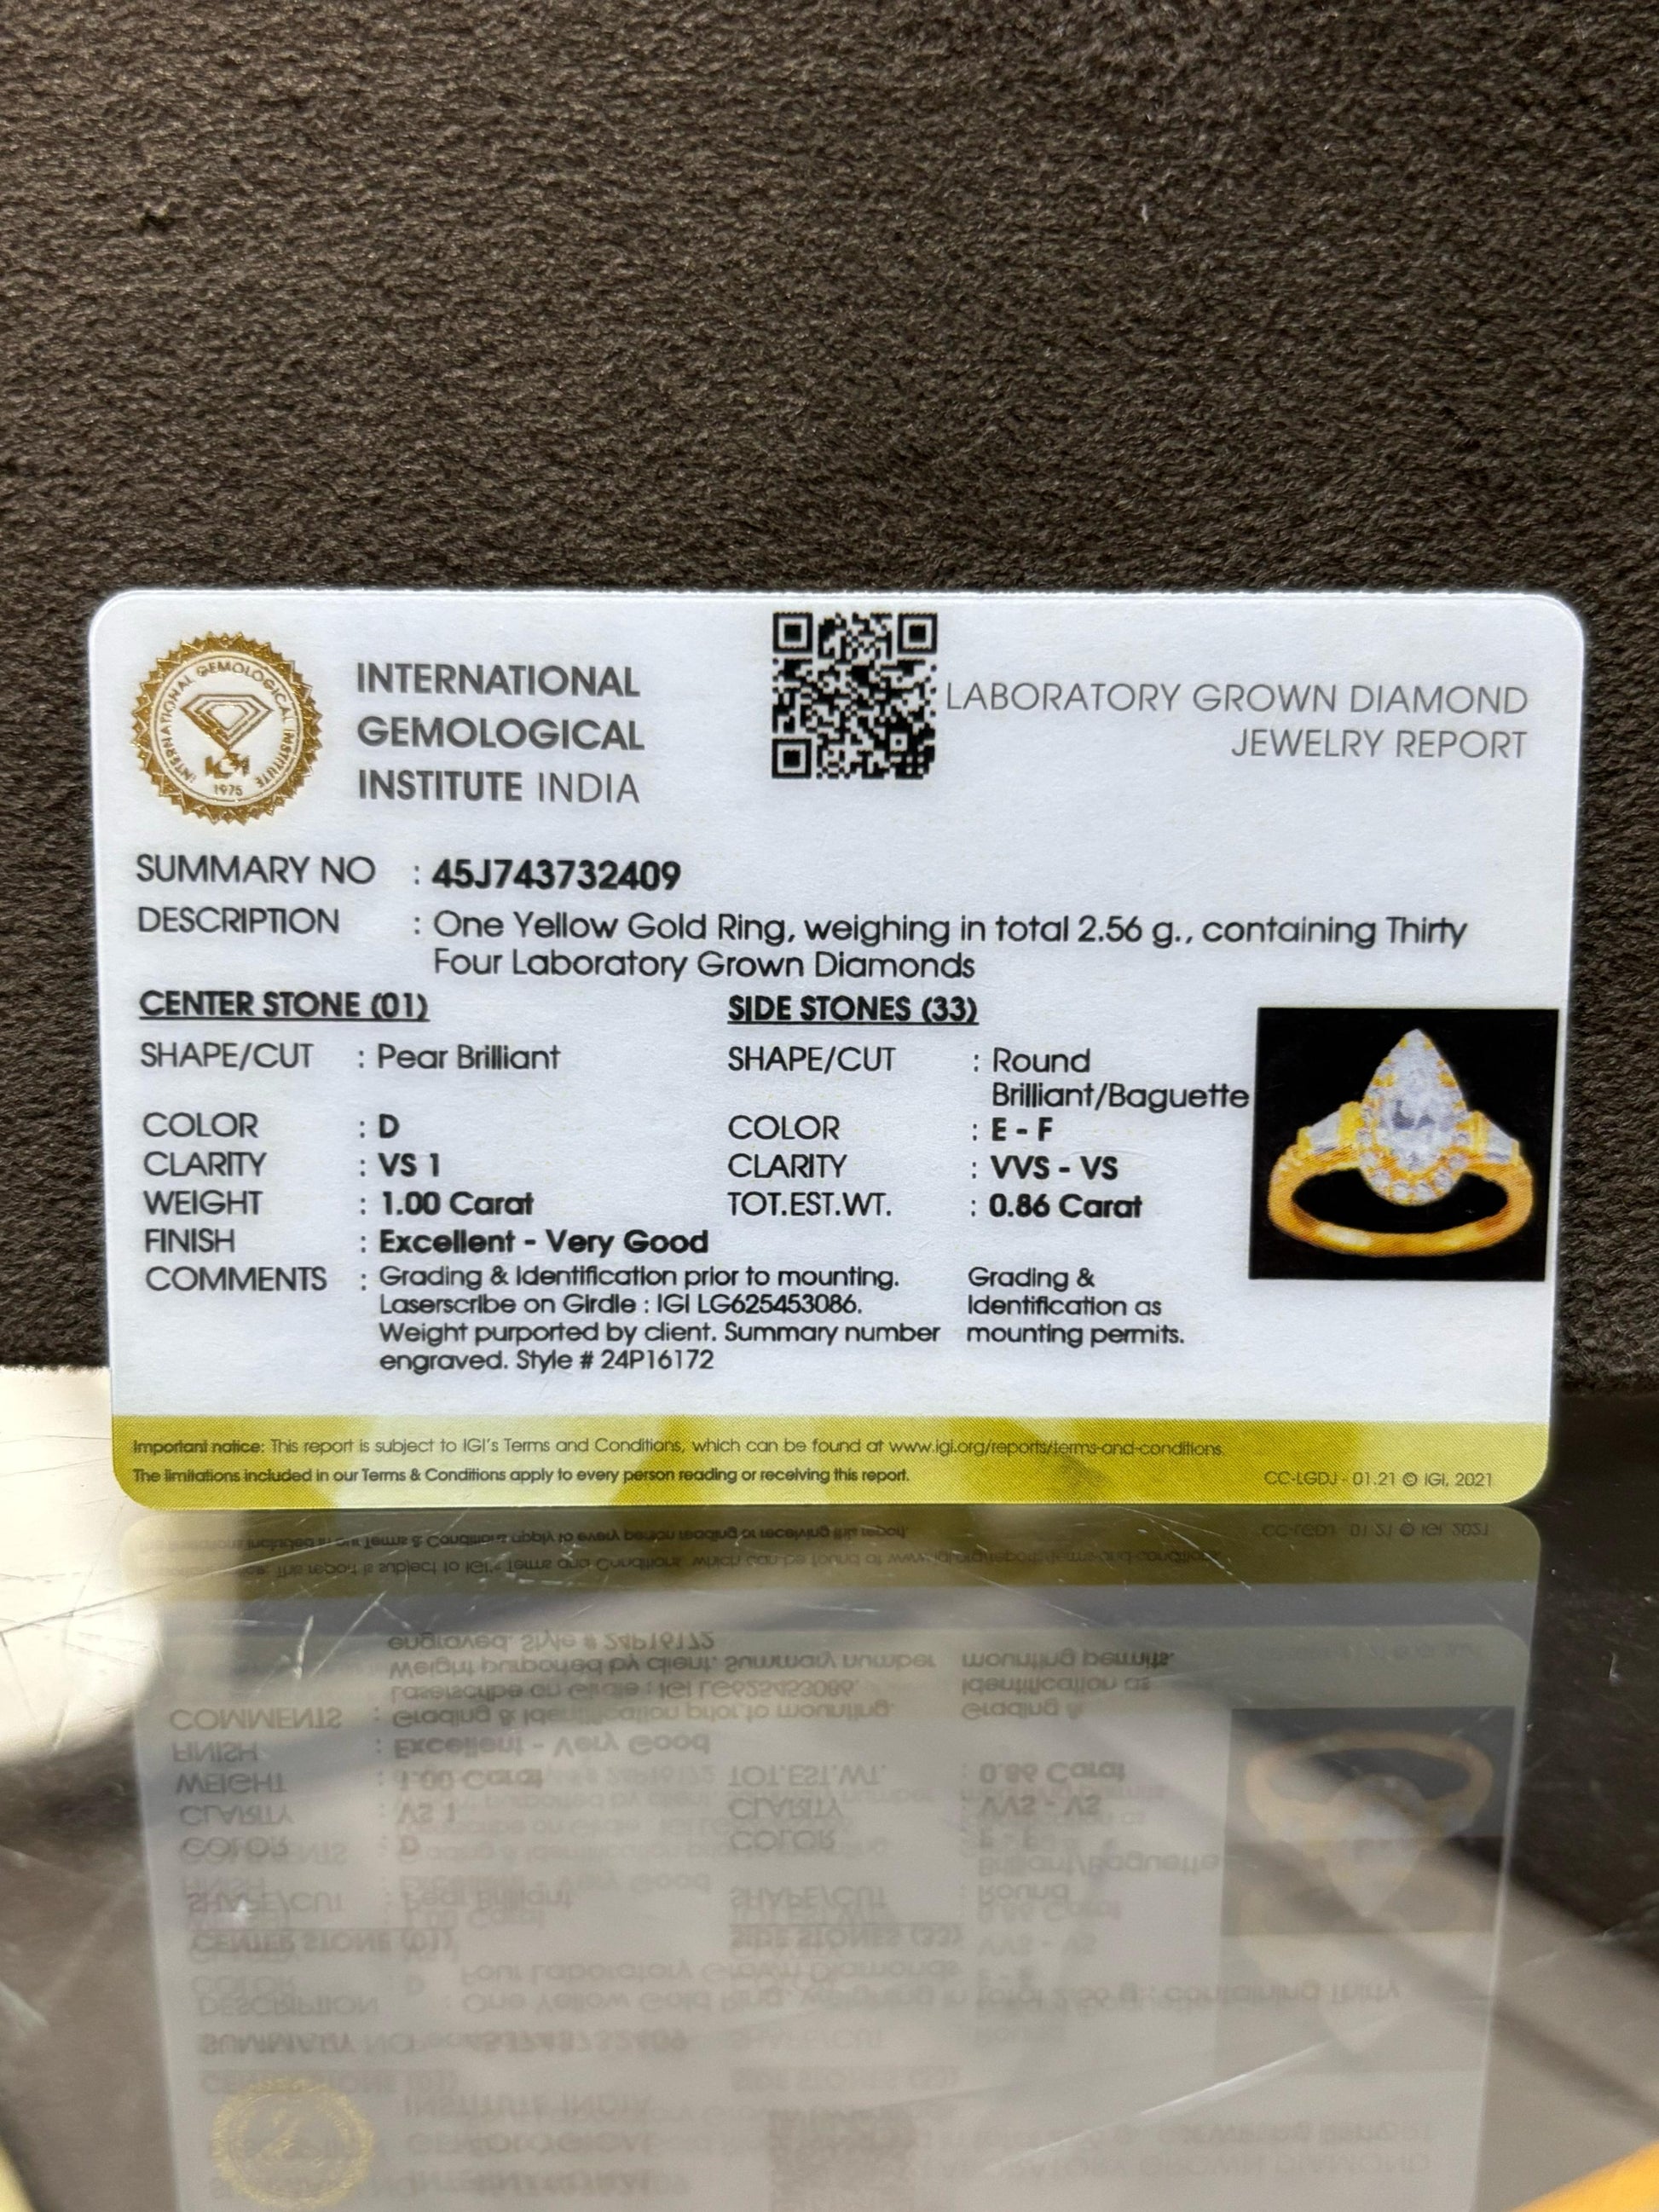 INTERNATIONAL GEMOLOGICAL INSTITUTE
IGI
1975
INTERNATIONAL
GEMOLOGICAL
INSTITUTE INDIA
LABORATORY GROWN DIAMOND
JEWELRY REPORT
SUMMARY NO : 45J743732409
DESCRIPTION : One Yellow Gold Ring, weighing in total 2.56 g., containing Thirty
Four Laboratory Grown Diamonds
CENTER STONE (01)
SHAPE/CUT : Pear Brilliant
COLOR : D
CLARITY : VS 1
WEIGHT : 1.00 Carat
FINISH : Excellent - Very Good
COMMENTS : Grading & Identification prior to mounting.
Laserscribe on Girdle : IGI LG625453086.
Weight purported by client. Summary number
engraved. Style # 24P16172
SIDE STONES (33)
SHAPE/CUT : Round
Brilliant/Baguette
COLOR : E - F
CLARITY : VVS - VS
TOT.EST.WT. : 0.86 Carat
Grading &
Identification as
mounting permits.
Important notice: This report is subject to IGI's Terms and Conditions, which can be found at www.igi.org/reports/terms-and-conditions.
The limitations included in our Terms & Conditions apply to every person reading or receiving this report.
CC-LGDJ - 01.21 © IGI, 2021